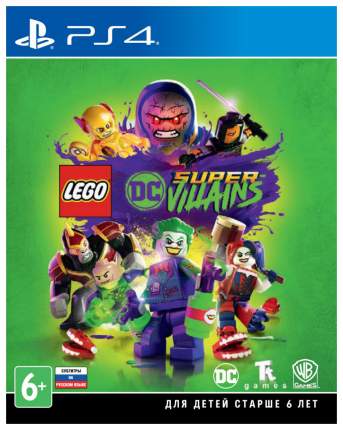 PS4
LEGO DC SUPER
VILLAINS
6+
СУБТИТРЫ
НА
РУССКОМ ЯЗЫКЕ
DC
TT
games
WB
GAMES
ДЛЯ ДЕТЕЙ СТАРШЕ 6 ЛЕТ